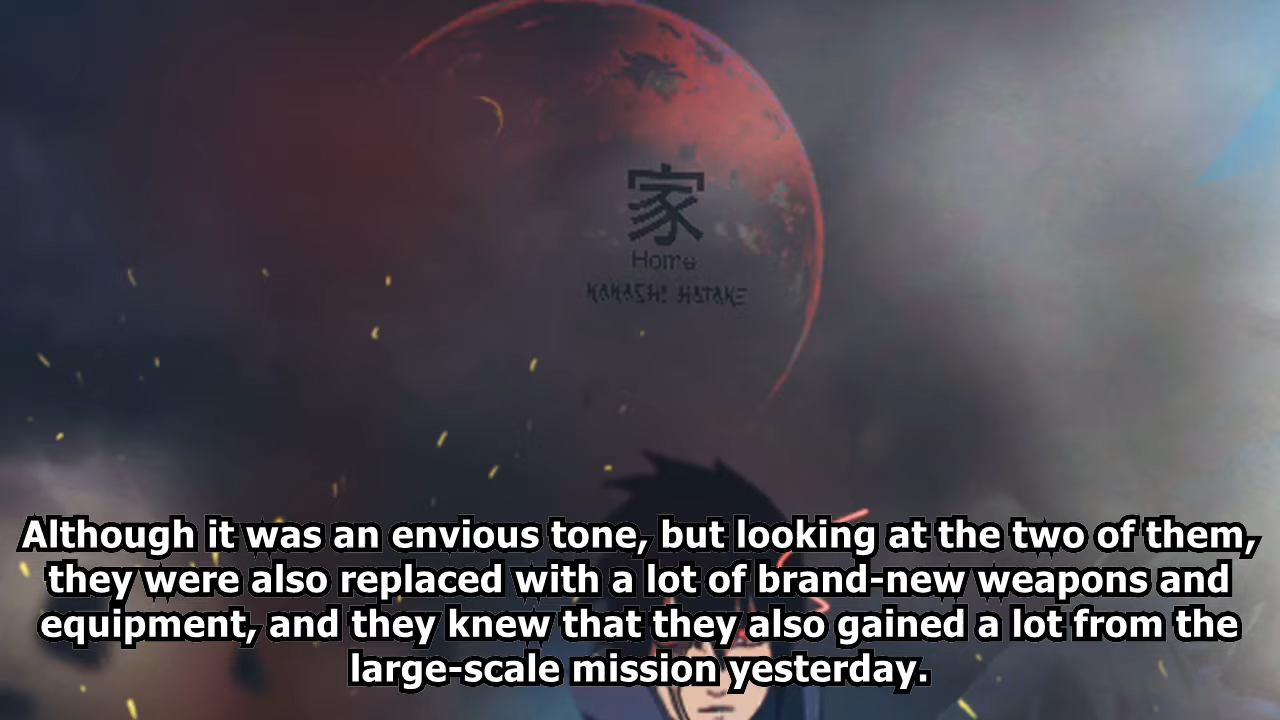 家
Home
KAKASHI HATAKE
Although it was an envious tone, but looking at the two of them,
they were also replaced with a lot of brand-new weapons and
equipment, and they knew that they also gained a lot from the
large-scale mission yesterday.